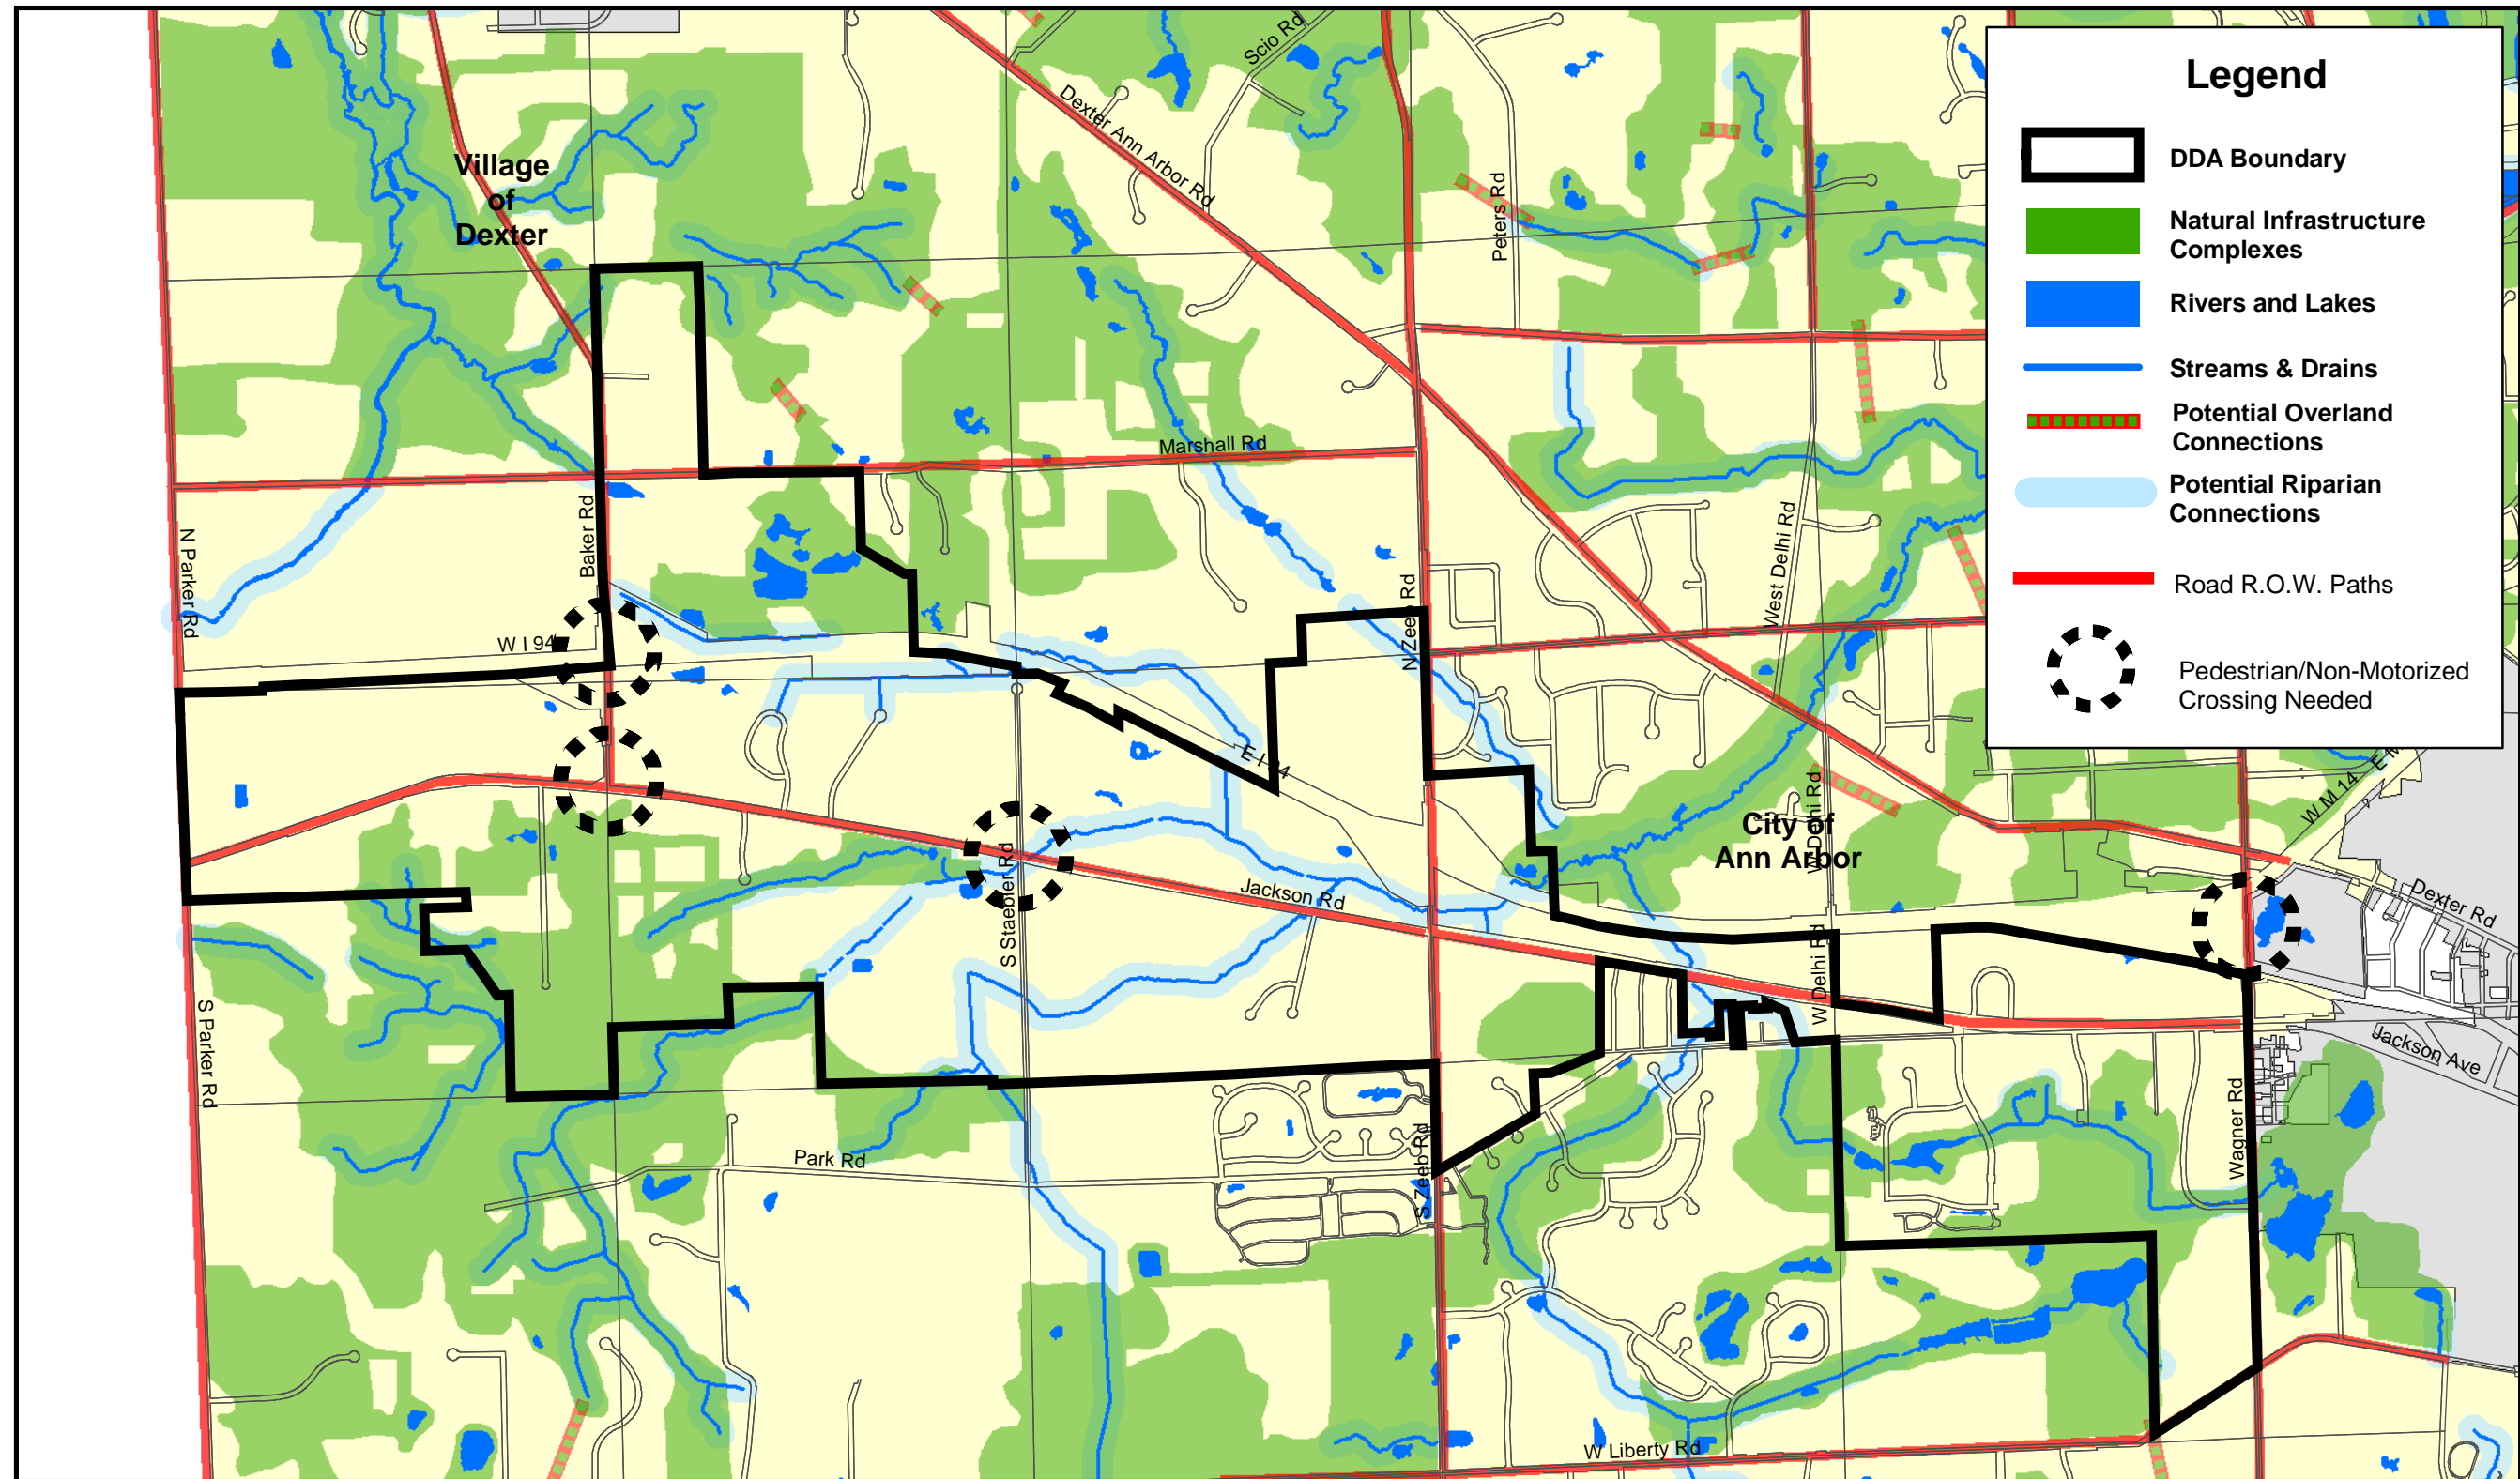 Scio Rd
Legend
DDA Boundary
Natural Infrastructure
Complexes
Rivers and Lakes
Streams & Drains
Potential Overland
Connections
Potential Riparian
Connections
Road R.O.W. Paths
Pedestrian/Non-Motorized
Crossing Needed
Village
of
Dexter
Dexter Ann Arbor Rd
Peters Rd
Marshall Rd
Baker Rd
N Parker Rd
West Delhi Rd
W I 94
N Zeeb Rd
E I 94
W M 14
W Delhi Rd
City of
Ann Arbor
Jackson Rd
S Staebler Rd
Dexter Rd
W Delhi Rd
S Parker Rd
Jackson Ave
Wagner Rd
Park Rd
S Zeeb Rd
W Liberty Rd